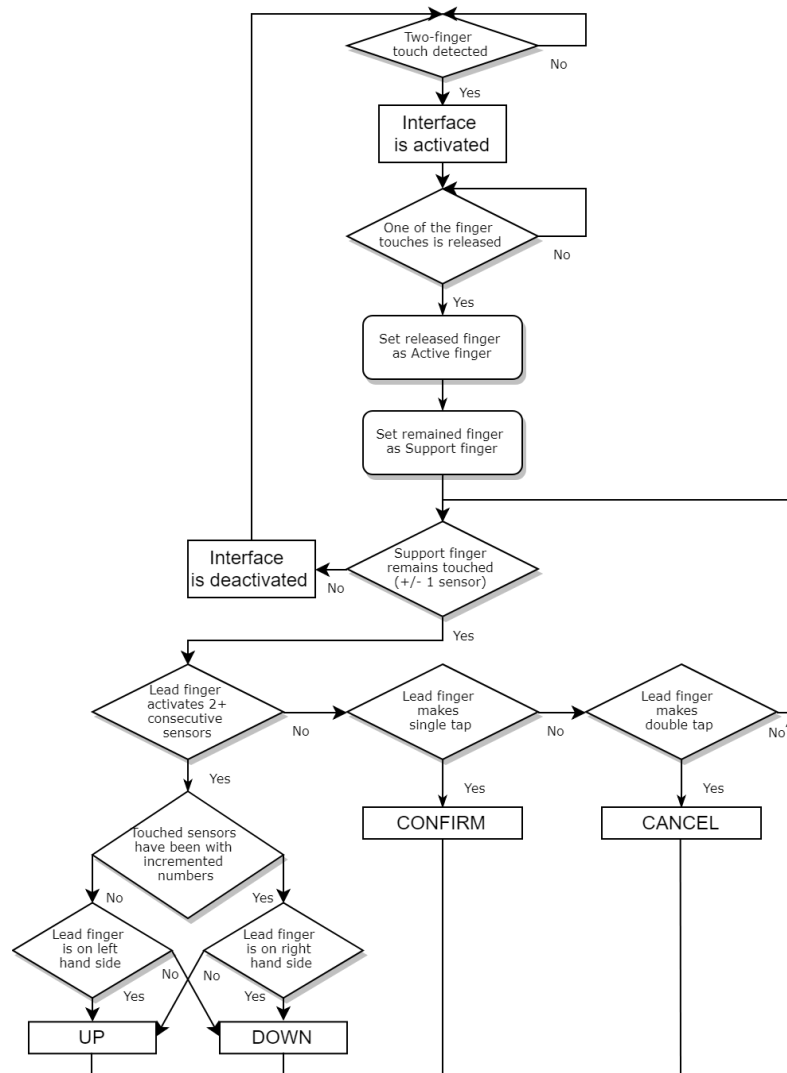 Two-finger
touch detected
No
Yes
Interface
is activated
One of the finger
touches is released
No
Yes
Set released finger
as Active finger
Set remained finger
as Support finger
Interface
is deactivated
No
Support finger
remains touched
(+/- 1 sensor)
Yes
Lead finger
activates 2+
consecutive
sensors
No
Lead finger
makes
single tap
No
Lead finger
makes
double tap
No
Yes
Yes
Yes
Touched sensors
have been with
incremented
numbers
CONFIRM
CANCEL
No
Yes
Lead finger
is on left
hand side
No
No
Lead finger
is on right
hand side
Yes
Yes
UP
DOWN